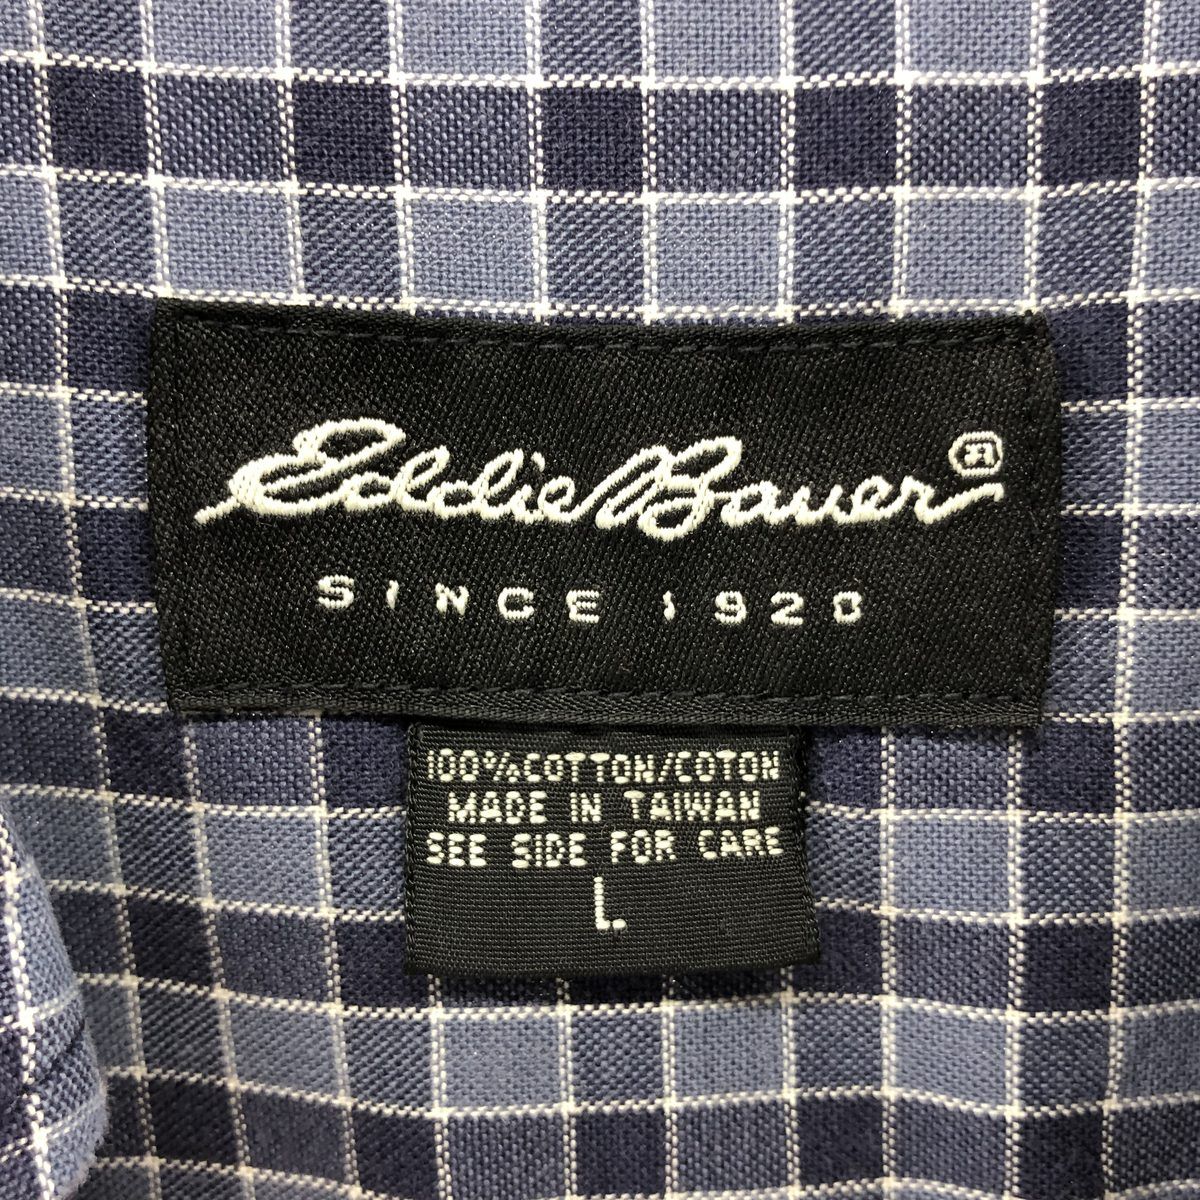 Eddie Bauer®
SINCE 1920
100% COTTON/COTON
MADE IN TAIWAN
SEE SIDE FOR CARE
L